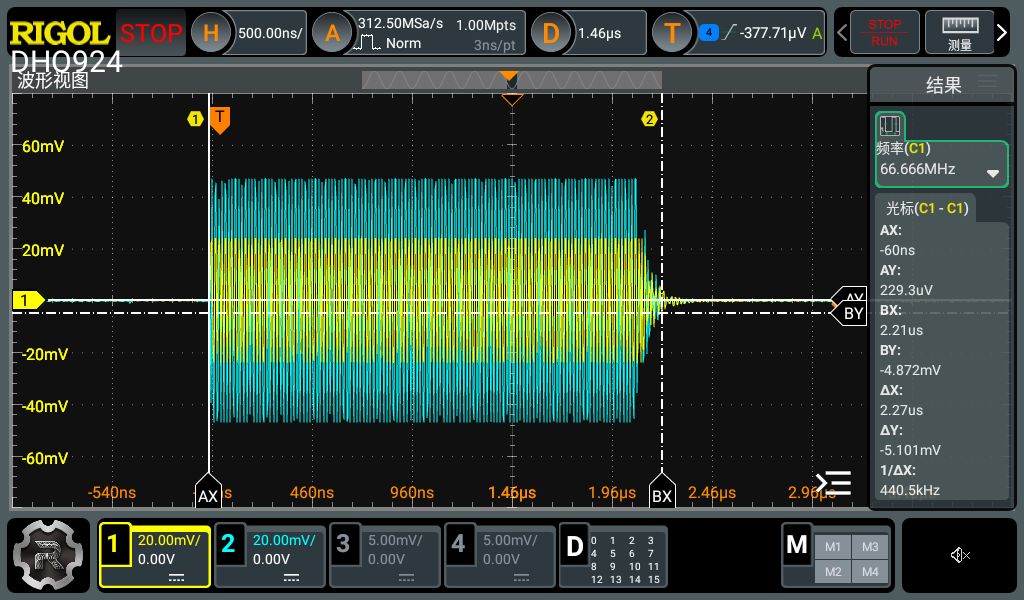 RIGOL STOP H 500.00ns/ A 312.50MSa/s 1.00Mpts D 1.46μs T 4 -377.71μV A STOP
Norm 3ns/pt RUN 测量
DHO924
波形视图 结果
1 T 2
60mV
40mV
20mV
1
-20mV
-40mV
-60mV
AY
BY
-540ns AX 460ns 960ns 1.46μs 1.96μs BX 2.46μs 2.96μs
频率(C1)
66.666MHz
光标(C1 - C1)
AX:
-60ns
AY:
229.3uV
BX:
2.21us
BY:
-4.872mV
ΔX:
2.27us
ΔY:
-5.101mV
1/ΔX:
440.5kHz
1 20.00mV/ 2 20.00mV/ 3 5.00mV/ 4 5.00mV/ D 0 1 2 3 M M1 M3
0.00V 0.00V 0.00V 0.00V 4 5 6 7 M2 M4
8 9 10 11
12 13 14 15
R